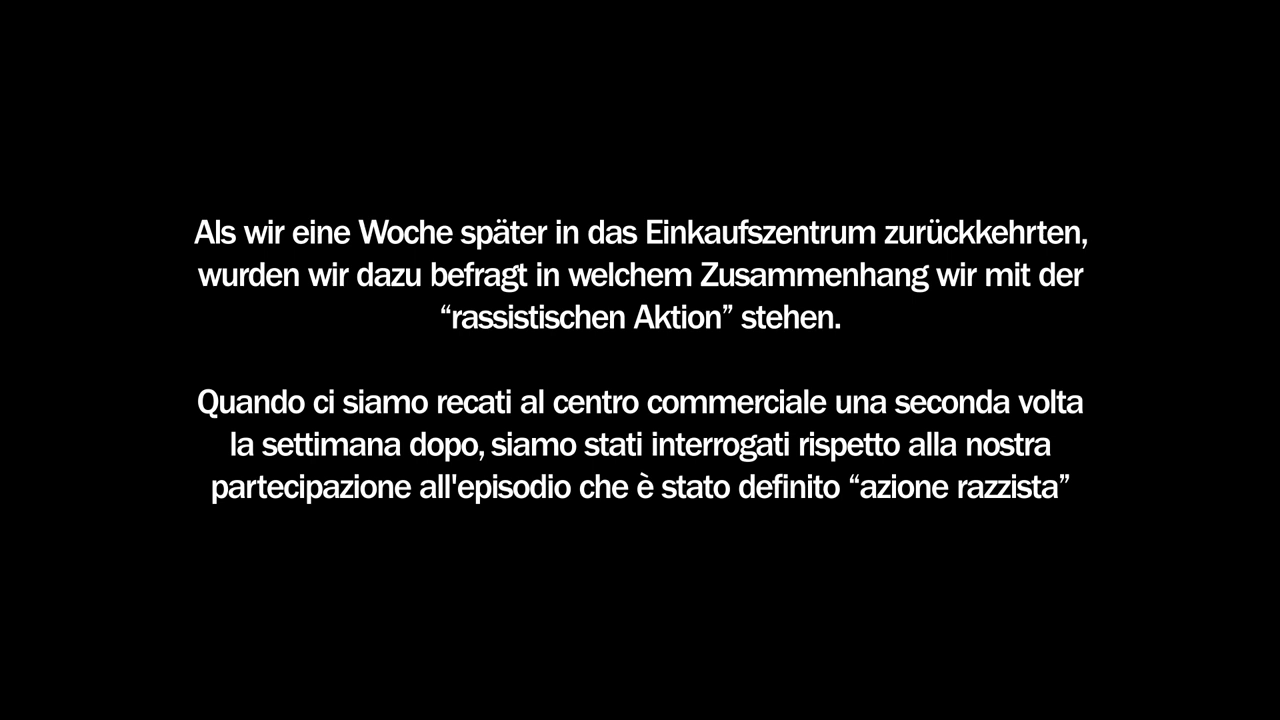 Als wir eine Woche später in das Einkaufszentrum zurückkehrten,
wurden wir dazu befragt in welchem Zusammenhang wir mit der
“rassistischen Aktion” stehen.
Quando ci siamo recati al centro commerciale una seconda volta
la settimana dopo, siamo stati interrogati rispetto alla nostra
partecipazione all'episodio che è stato definito “azione razzista”